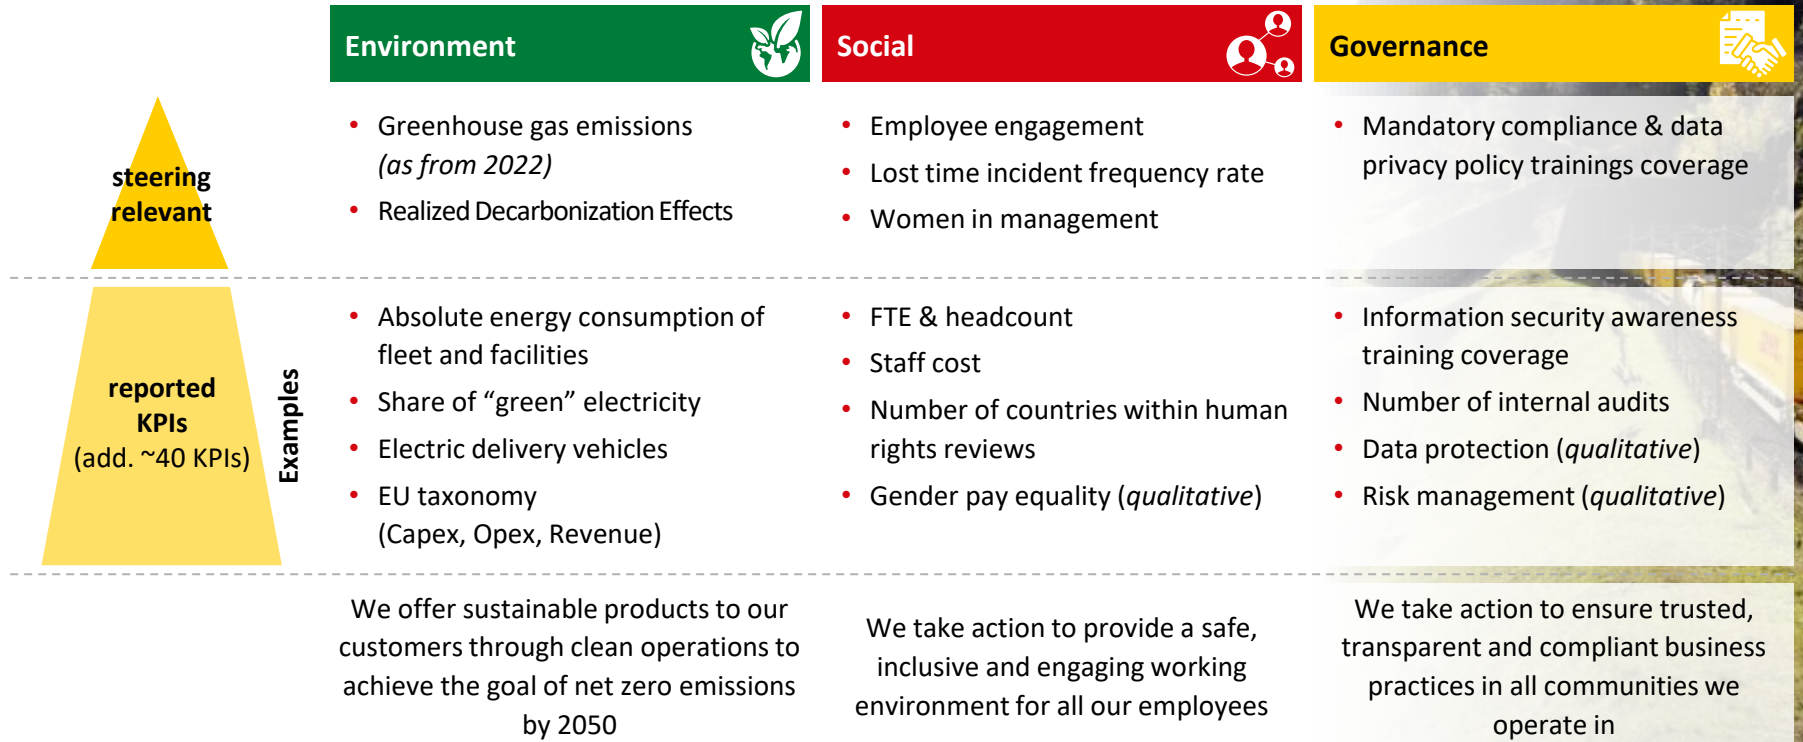 Environment
Social
Governance
steering
relevant
• Greenhouse gas emissions
(as from 2022)
• Realized Decarbonization Effects
• Employee engagement
• Lost time incident frequency rate
• Women in management
• Mandatory compliance & data
privacy policy trainings coverage
reported
KPIs
(add. ~40 KPIs)
Examples
• Absolute energy consumption of
fleet and facilities
• Share of “green” electricity
• Electric delivery vehicles
• EU taxonomy
(Capex, Opex, Revenue)
• FTE & headcount
• Staff cost
• Number of countries within human
rights reviews
• Gender pay equality (qualitative)
• Information security awareness
training coverage
• Number of internal audits
• Data protection (qualitative)
• Risk management (qualitative)
We offer sustainable products to our
customers through clean operations to
achieve the goal of net zero emissions
by 2050
We take action to provide a safe,
inclusive and engaging working
environment for all our employees
We take action to ensure trusted,
transparent and compliant business
practices in all communities we
operate in